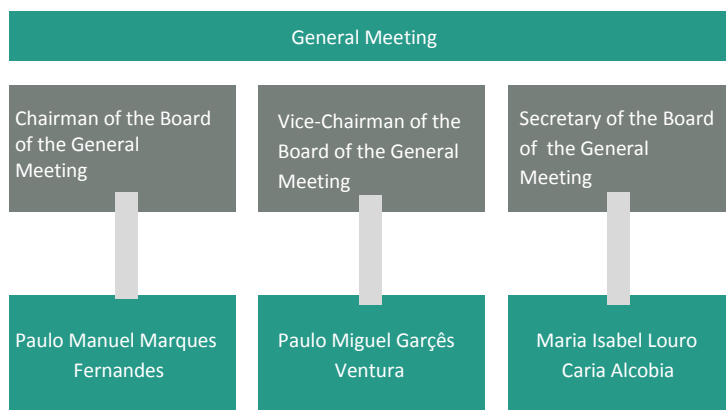 General Meeting
Chairman of the Board
of the General
Meeting
Vice-Chairman of the
Board of the General
Meeting
Secretary of the Board
of the General
Meeting
Paulo Manuel Marques
Fernandes
Paulo Miguel Garçês
Ventura
Maria Isabel Louro
Caria Alcobia